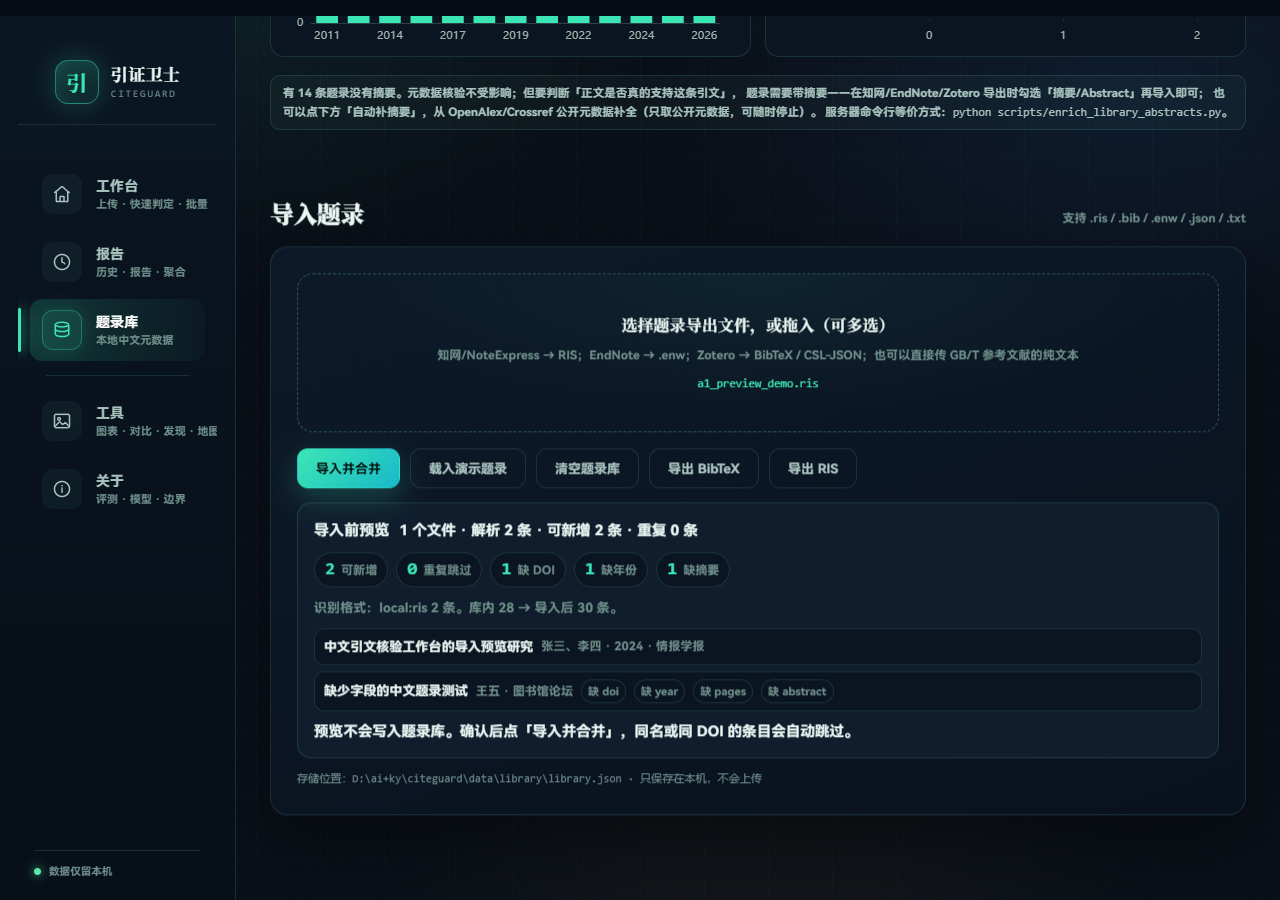 引
引证卫士
CITEGUARD
工作台
上传 · 快速判定 · 批量
报告
历史 · 报告 · 聚合
题录库
本地中文元数据
工具
图表 · 对比 · 发现 · 地图
关于
评测 · 模型 · 边界
数据仅留本机
0
2011 2014 2017 2019 2022 2024 2026
0 1 2
有 14 条题录没有摘要。元数据核验不受影响；但要判断「正文是否真的支持这条引文」， 题录需要带摘要——在知网/EndNote/Zotero 导出时勾选「摘要/Abstract」再导入即可； 也
可以点下方「自动补摘要」，从 OpenAlex/Crossref 公开元数据补全（只取公开元数据，可随时停止）。 服务器命令行等价方式： python scripts/enrich_library_abstracts.py。
导入题录
支持 .ris / .bib / .enw / .json / .txt
选择题录导出文件，或拖入（可多选）
知网/NoteExpress → RIS； EndNote → .enw； Zotero → BibTeX / CSL-JSON；也可以直接传 GB/T 参考文献的纯文本
a1_preview_demo.ris
导入并合并 载入演示题录 清空题录库 导出 BibTeX 导出 RIS
导入前预览 1 个文件 · 解析 2 条 · 可新增 2 条 · 重复 0 条
2 可新增 0 重复跳过 1 缺 DOI 1 缺年份 1 缺摘要
识别格式：local:ris 2 条。库内 28 → 导入后 30 条。
中文引文核验工作台的导入预览研究 张三、李四 · 2024 · 情报学报
缺少字段的中文题录测试 王五 · 图书馆论坛 缺 doi 缺 year 缺 pages 缺 abstract
预览不会写入题录库。确认后点「导入并合并」，同名或同 DOI 的条目会自动跳过。
存储位置：D:\ai+ky\citeguard\data\library\library.json · 只保存在本机，不会上传